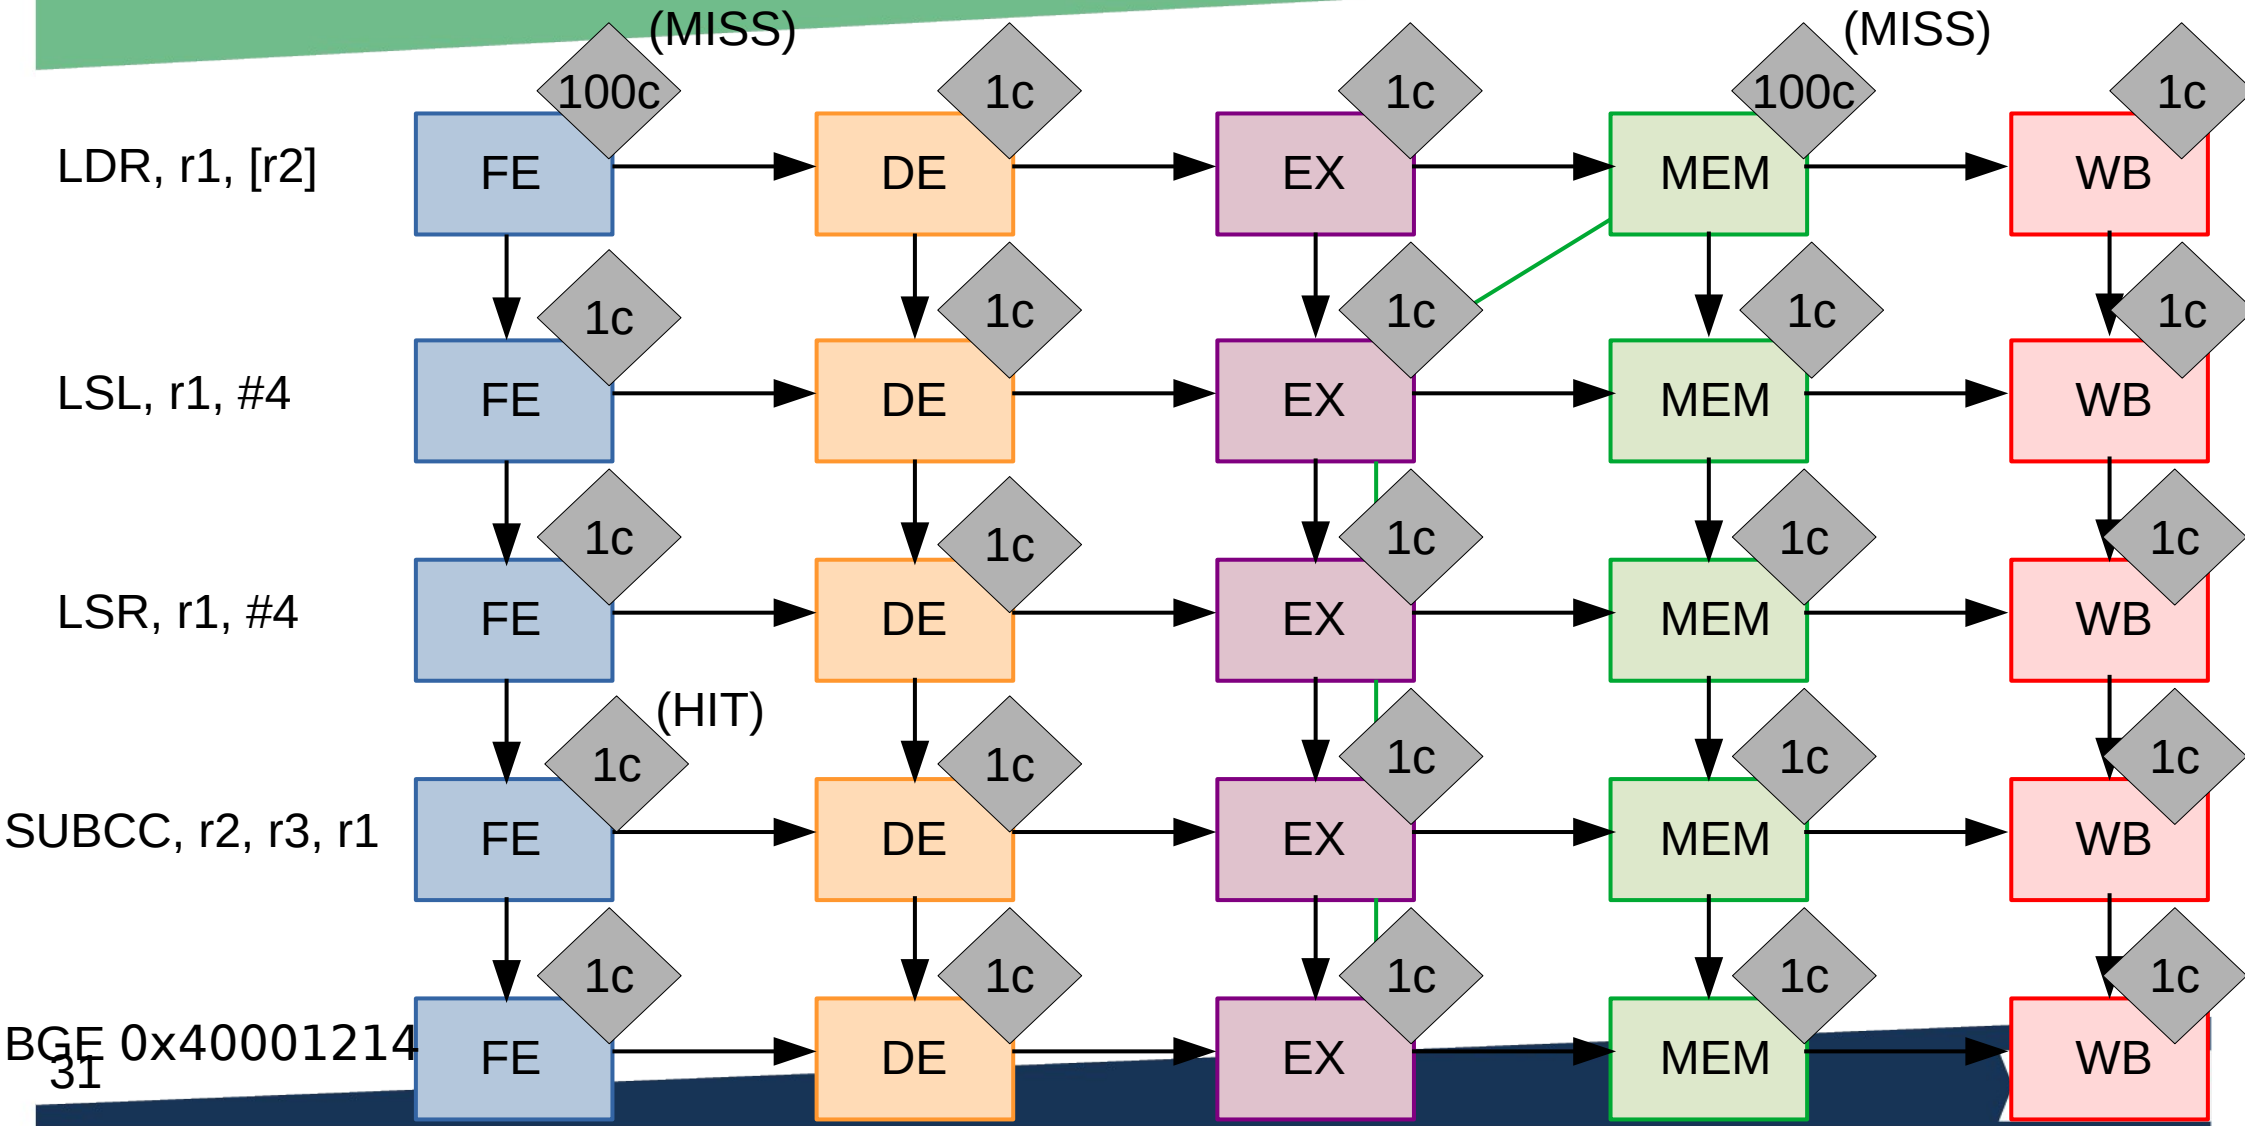 (MISS) (MISS)
100c 1c 1c 100c 1c
LDR, r1, [r2] FE DE EX MEM WB
1c 1c 1c 1c 1c
LSL, r1, #4 FE DE EX MEM WB
1c 1c 1c 1c 1c
LSR, r1, #4 FE DE EX MEM WB
(HIT)
1c 1c 1c 1c 1c
SUBCC, r2, r3, r1 FE DE EX MEM WB
1c 1c 1c 1c 1c
BGE 0x40001214 FE DE EX MEM WB
31